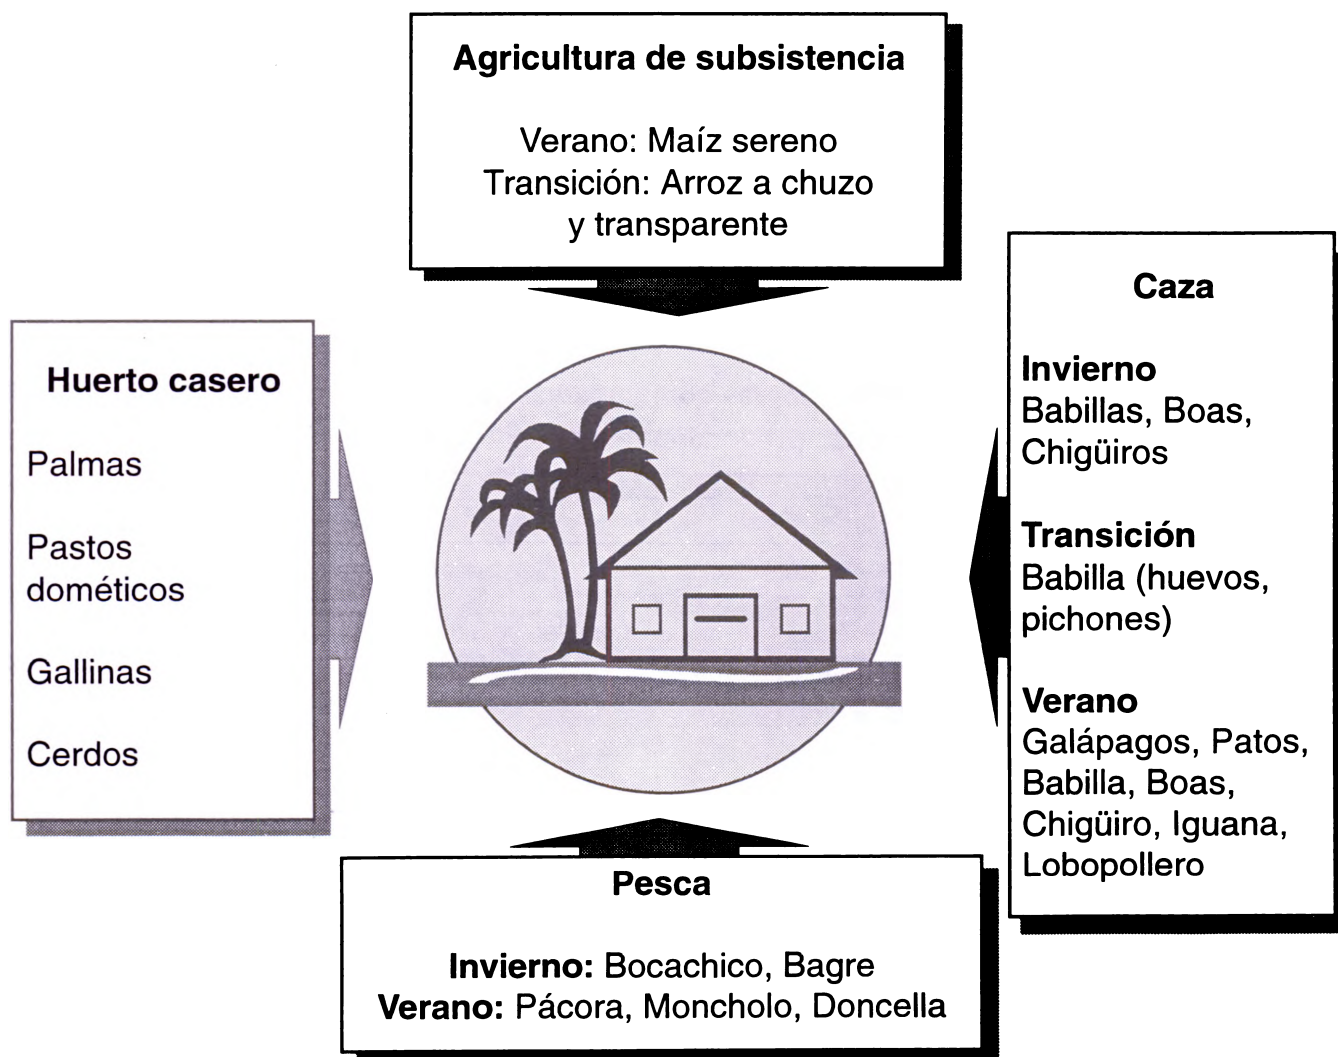 Agricultura de subsistencia
Verano: Maíz sereno
Transición: Arroz a chuzo
y transparente
Huerto casero
Palmas
Pastos
dométicos
Gallinas
Cerdos
Caza
Invierno
Babillas, Boas,
Chigüiros
Transición
Babilla (huevos,
pichones)
Verano
Galápagos, Patos,
Babilla, Boas,
Chigüiro, Iguana,
Lobopollero
Pesca
Invierno: Bocachico, Bagre
Verano: Pácora, Moncholo, Doncella